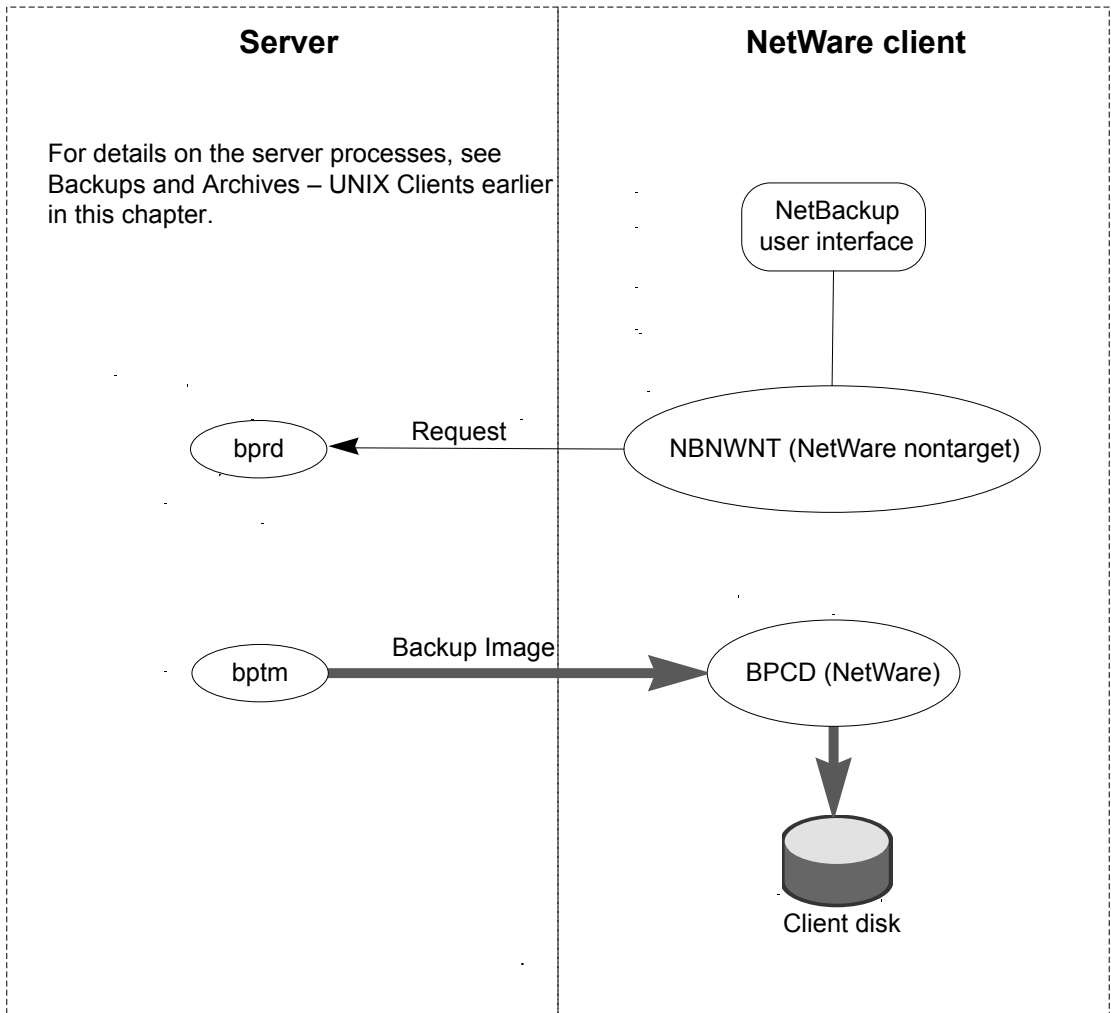 Server
NetWare client
For details on the server processes, see
Backups and Archives – UNIX Clients earlier
in this chapter.
NetBackup
user interface
bprd
Request
NBNWNT (NetWare nontarget)
bptm
Backup Image
BPCD (NetWare)
Client disk